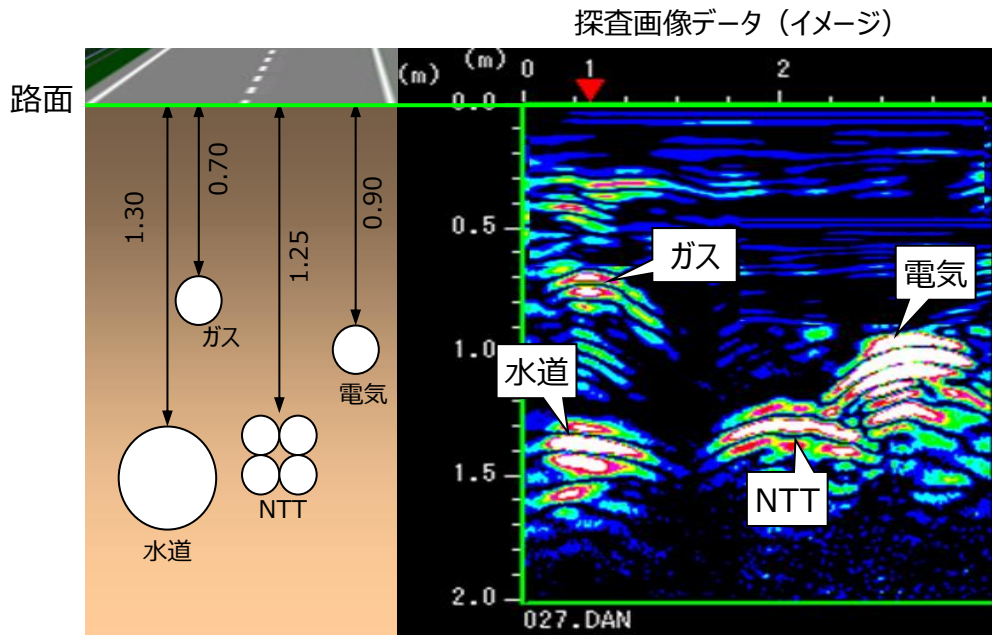 探査画像データ（イメージ）
路面
(m)
(m)
0
1
2
0.0
0.5
1.0
1.5
2.0
1.30
0.70
1.25
0.90
ガス
電気
水道
NTT
ガス
電気
水道
NTT
027.DAN